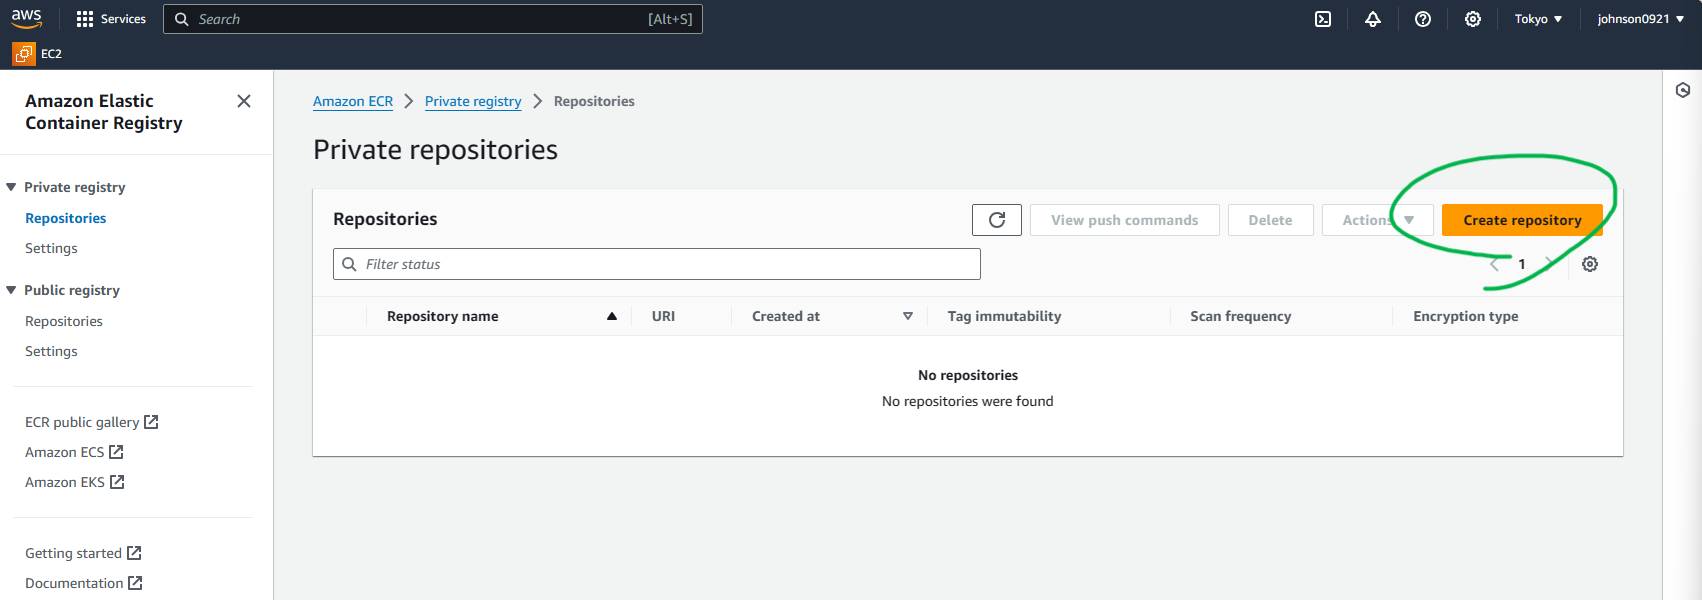 aws
Services
Search
[Alt+S]
Tokyo
johnson0921
EC2
Amazon Elastic
Container Registry
Private registry
Repositories
Settings
Public registry
Repositories
Settings
ECR public gallery
Amazon ECS
Amazon EKS
Getting started
Documentation
Amazon ECR
Private registry
Repositories
Private repositories
Repositories
View push commands
Delete
Actions
Create repository
Filter status
1
Repository name
URI
Created at
Tag immutability
Scan frequency
Encryption type
No repositories
No repositories were found